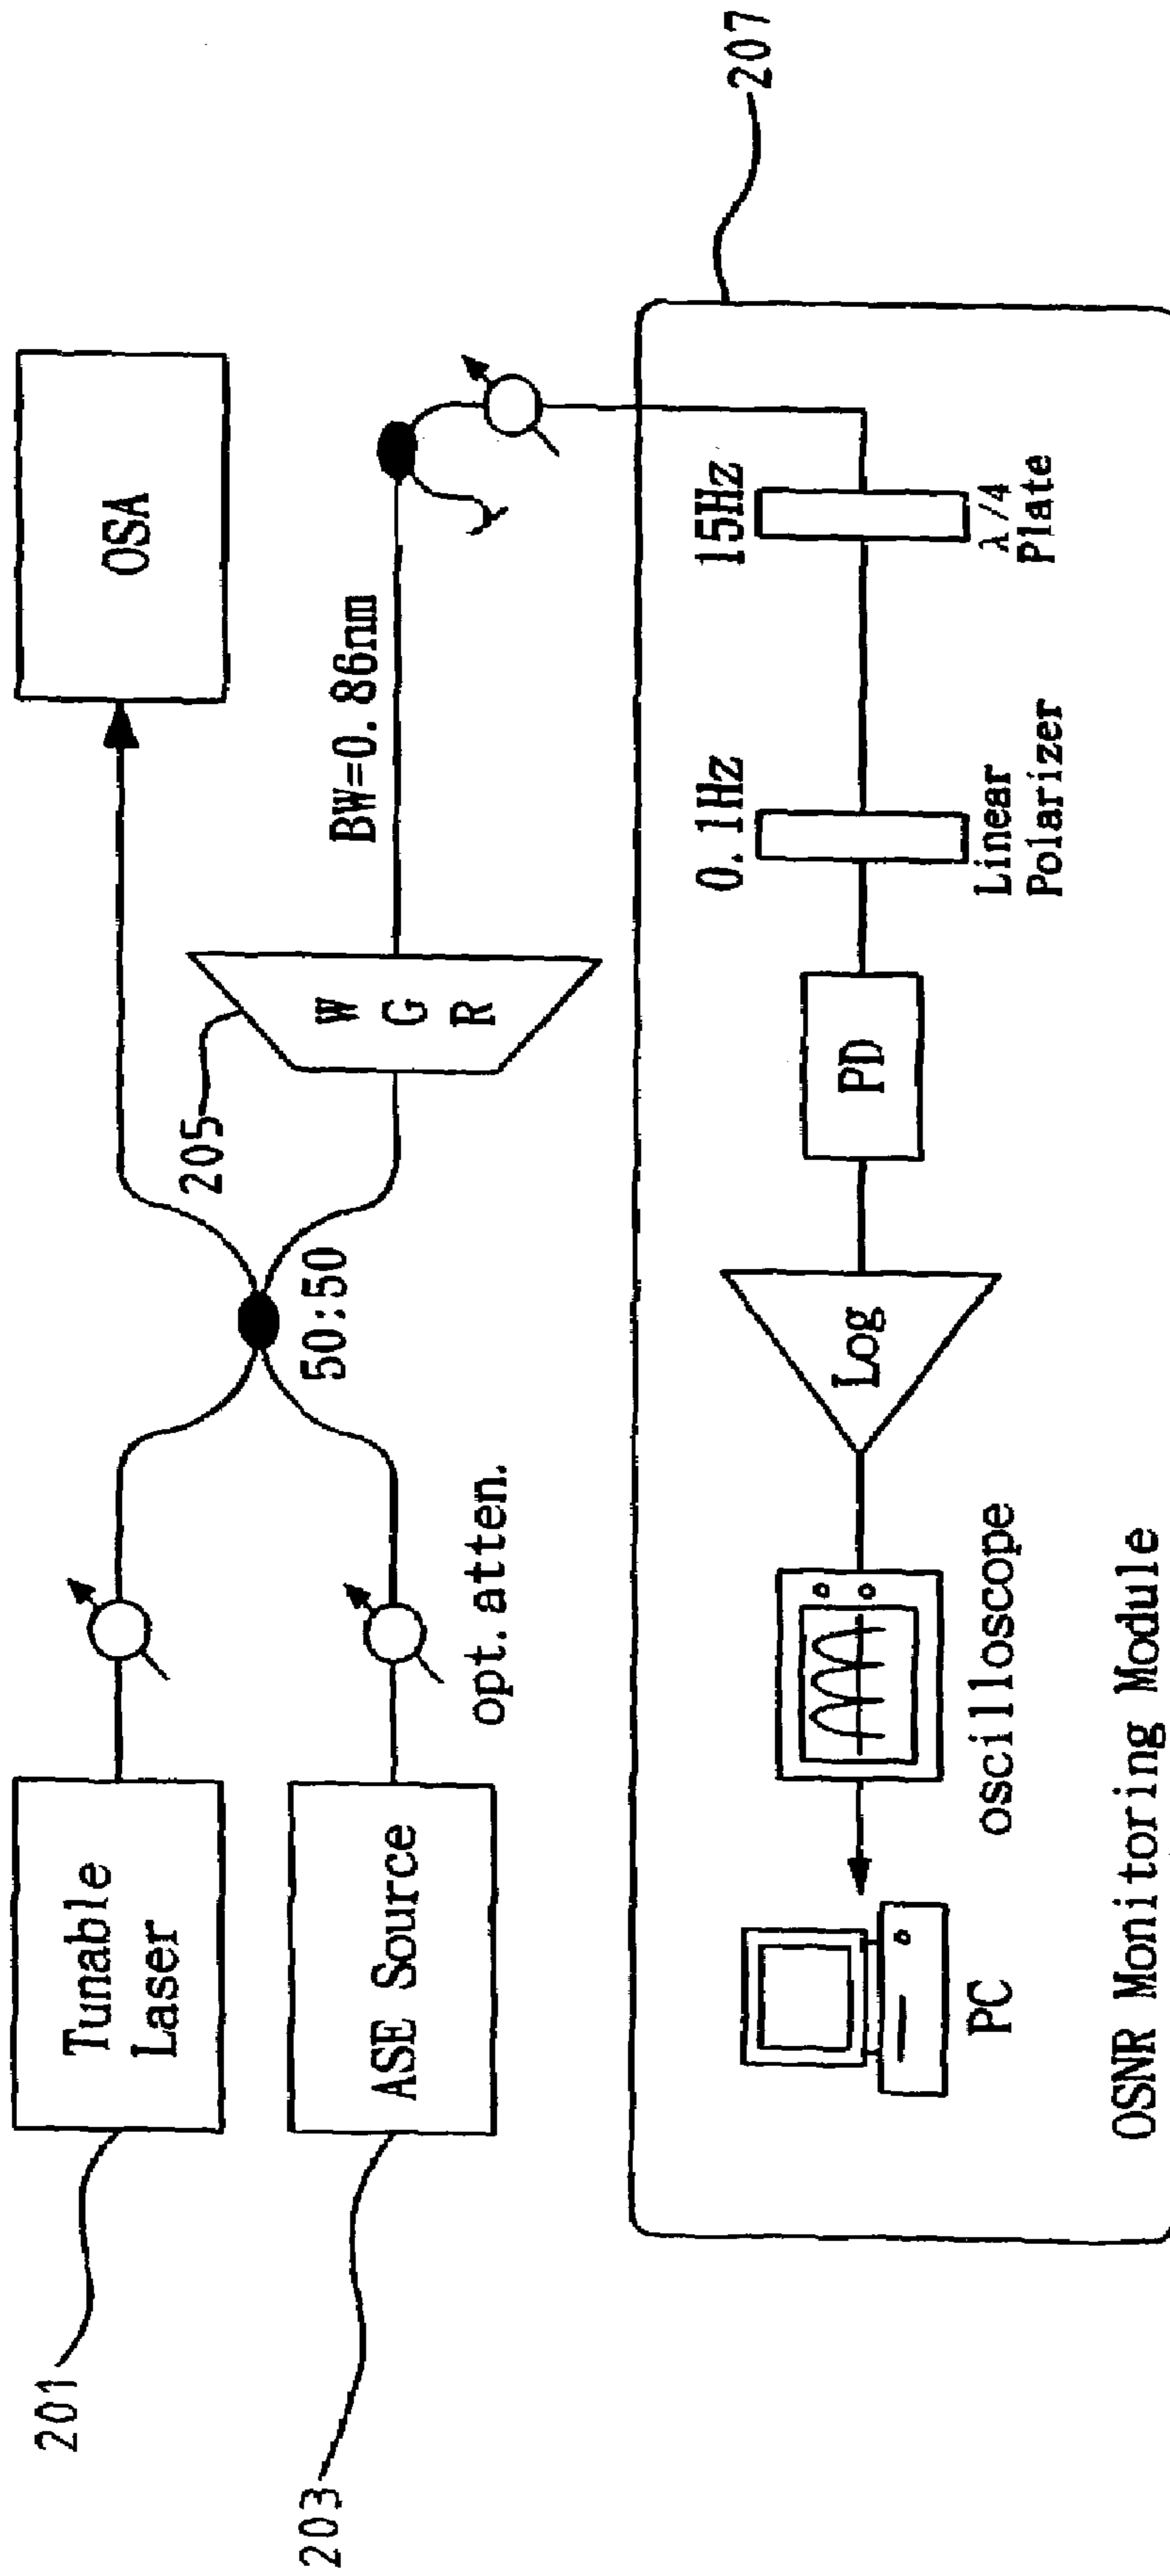 201
Tunable
Laser
203
ASE Source
opt. atten.
50:50
OSA
205
W
G
R
BW=0.86nm
207
15Hz
λ/4
Plate
0.1Hz
Linear
Polarizer
PD
Log
oscilloscope
PC
OSNR Monitoring Module